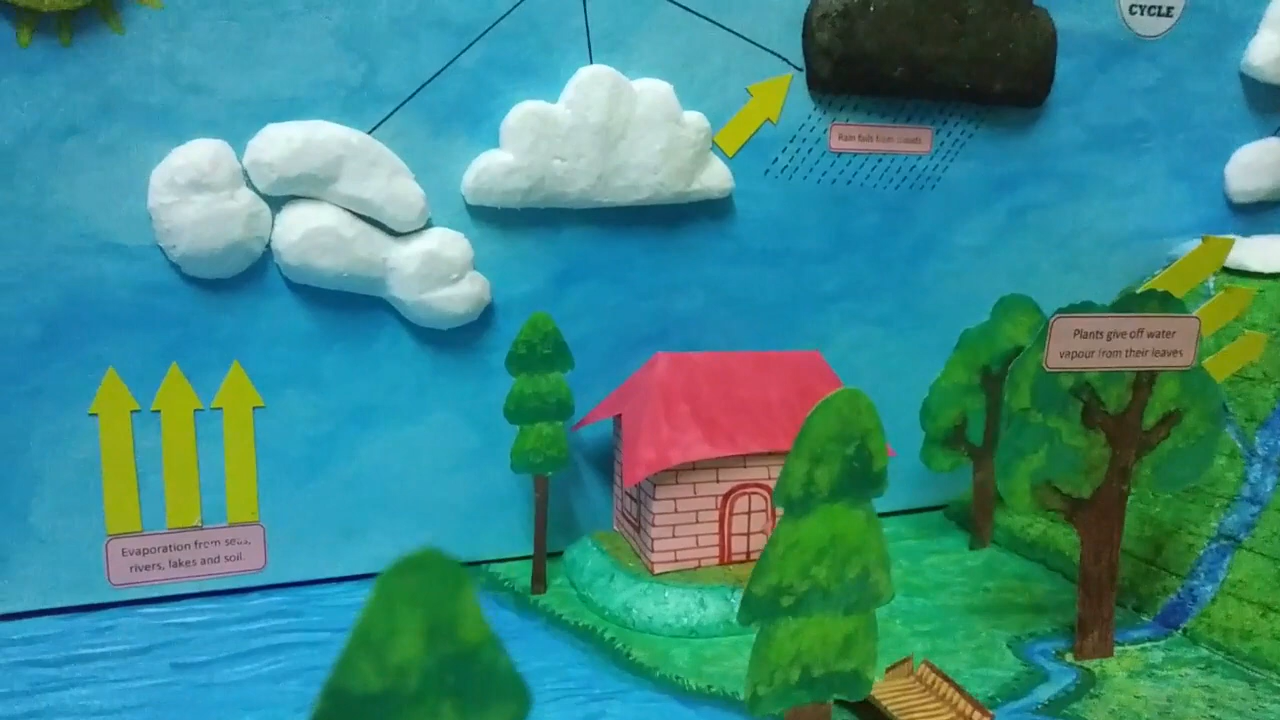 CYCLE
Rain falls from clouds
Plants give off water
vapour from their leaves
Evaporation from seas,
rivers, lakes and soil.